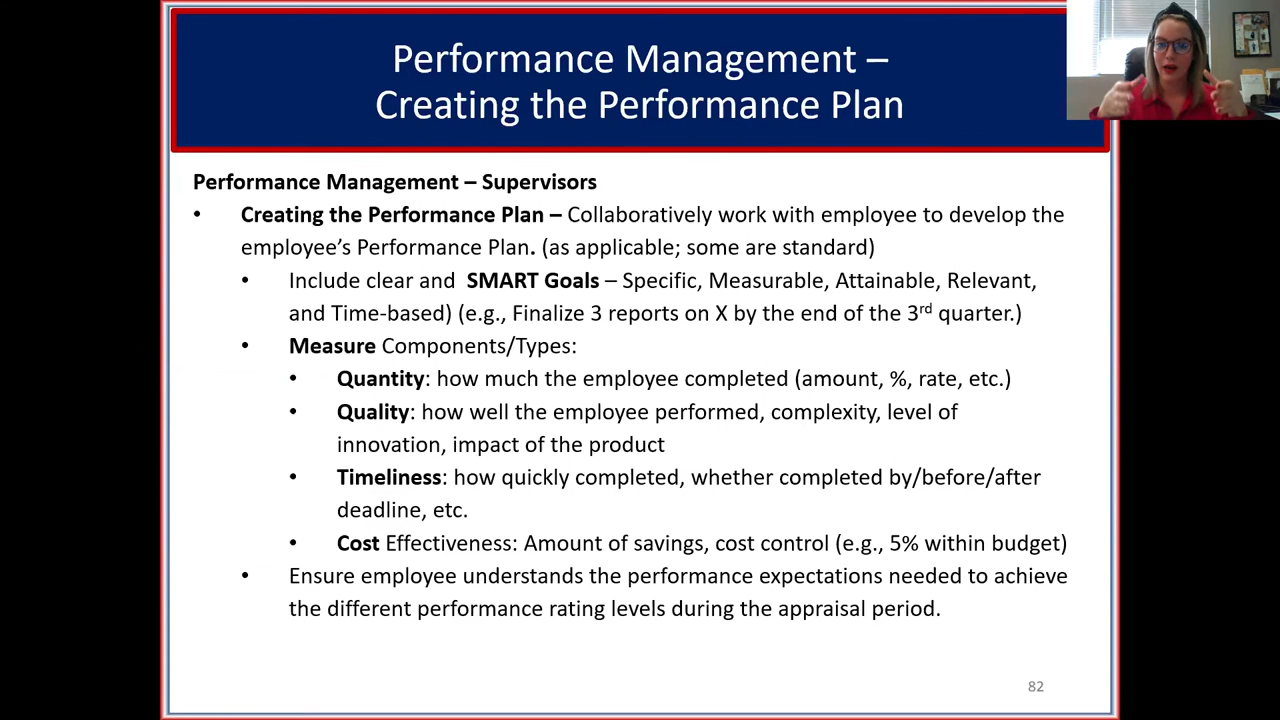 Performance Management –
Creating the Performance Plan
Performance Management – Supervisors
• Creating the Performance Plan – Collaboratively work with employee to develop the
employee’s Performance Plan. (as applicable; some are standard)
• Include clear and  SMART Goals – Specific, Measurable, Attainable, Relevant,
and Time-based) (e.g., Finalize 3 reports on X by the end of the 3rd quarter.)
• Measure Components/Types:
• Quantity: how much the employee completed (amount, %, rate, etc.)
• Quality: how well the employee performed, complexity, level of
innovation, impact of the product
• Timeliness: how quickly completed, whether completed by/before/after
deadline, etc.
• Cost Effectiveness: Amount of savings, cost control (e.g., 5% within budget)
• Ensure employee understands the performance expectations needed to achieve
the different performance rating levels during the appraisal period.
82